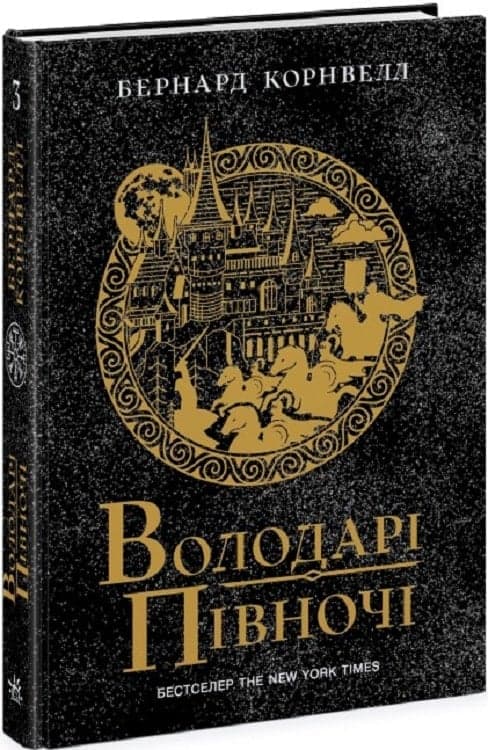 БЕРНАРД КОРНВЕЛЛ
ВОЛОДАРІ
ПІВНОЧІ
БЕСТСЕЛЕР THE NEW YORK TIMES
3
БЕРНАРД
КОРНВЕЛЛ
ВОЛОДАРІ
ПІВНОЧІ